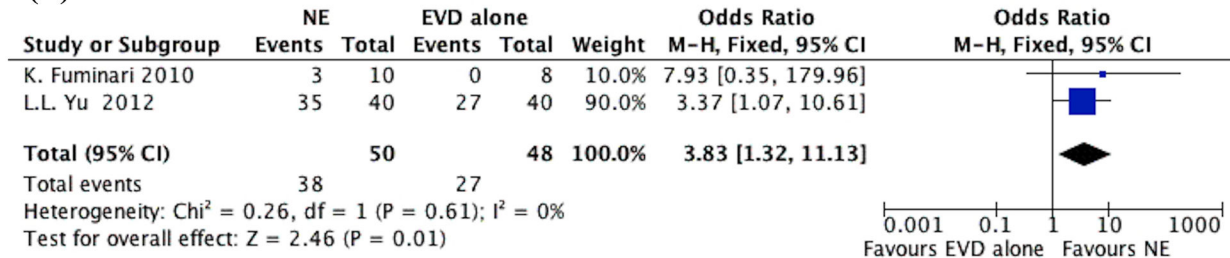 NE EVD alone Odds Ratio Odds Ratio
Study or Subgroup Events Total Events Total Weight M-H, Fixed, 95% CI M-H, Fixed, 95% CI
K. Fuminari 2010 3 10 0 8 10.0% 7.93 [0.35, 179.96]
L.L. Yu 2012 35 40 27 40 90.0% 3.37 [1.07, 10.61]
Total (95% CI) 50 48 100.0% 3.83 [1.32, 11.13]
Total events 38 27
Heterogeneity: Chi² = 0.26, df = 1 (P = 0.61); I² = 0%
Test for overall effect: Z = 2.46 (P = 0.01)
0.001 0.1 1 10 1000
Favours EVD alone Favours NE